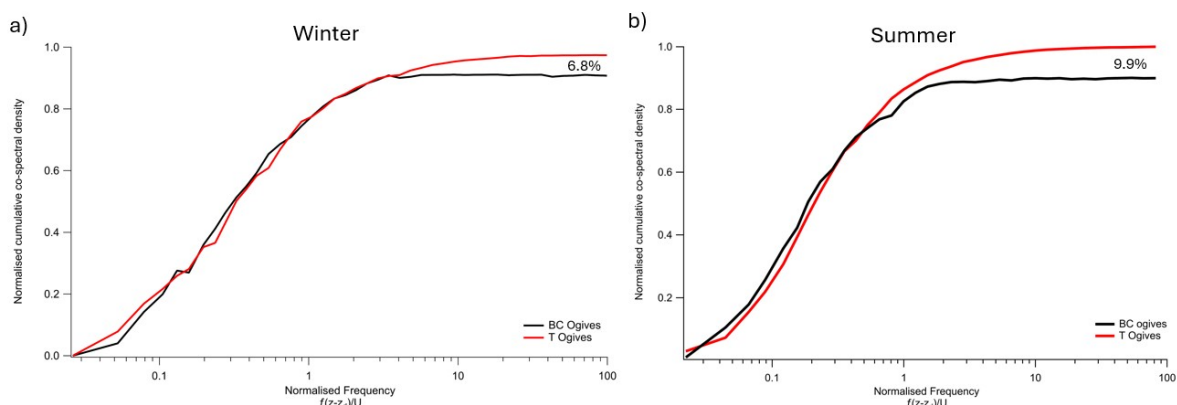 a)
Winter
Normalised cumulative co-spectral density
1.0
0.8
0.6
0.4
0.2
0.0
6.8%
BC Ogives
T Ogives
0.1
1
10
100
Normalised Frequency
b)
Summer
Normalised cumulative co-spectral density
1.0
0.8
0.6
0.4
0.2
9.9%
BC ogives
T Ogives
0.1
1
10
100
Normalised Frequency